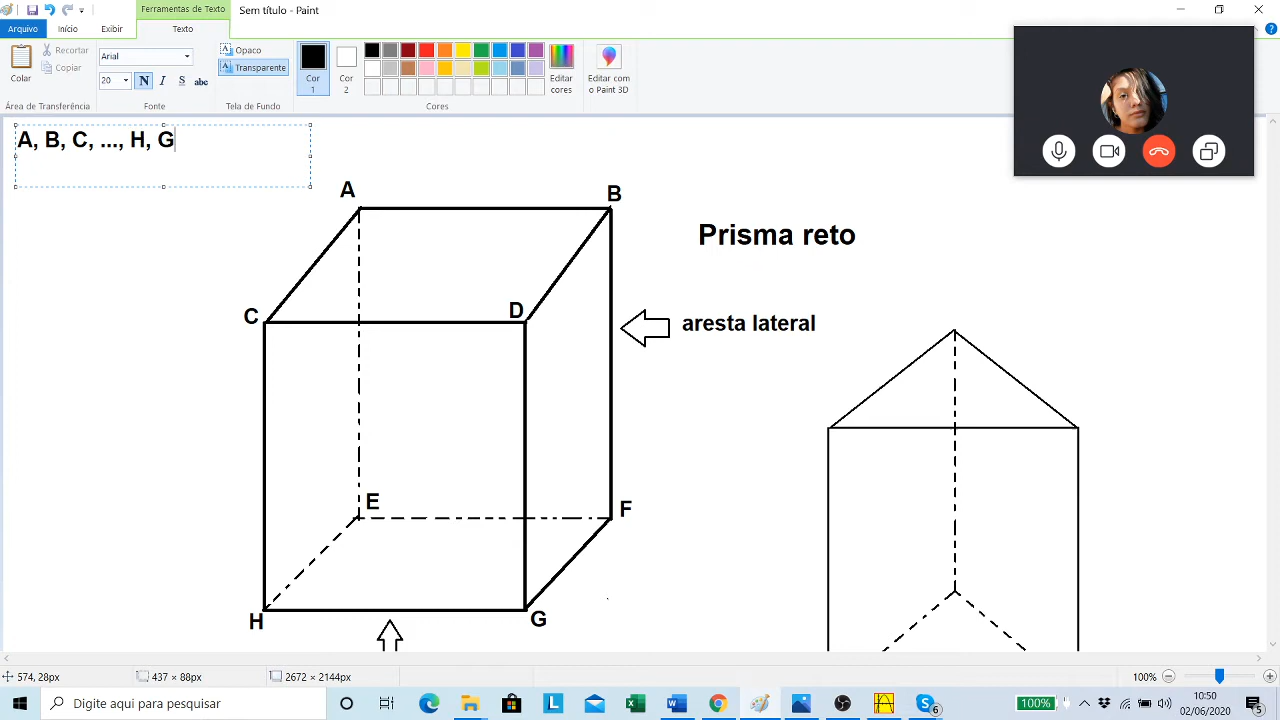 Ferramentas de Texto
Sem título - Paint
Arquivo
Início
Exibir
Texto
Colar
Recortar
Copiar
Área de Transferência
Arial
20
N
I
S
abc
Fonte
Opaco
Transparente
Tela de Fundo
Cor
1
Cor
2
Editar
cores
Editar com
o Paint 3D
Cores
A, B, C, ..., H, G
A
B
Prisma reto
C
D
aresta lateral
E
F
H
G
574, 28px
437 × 88px
2672 × 2144px
100%
Digite aqui para pesquisar
L
6
100%
10:50
02/06/2020
5